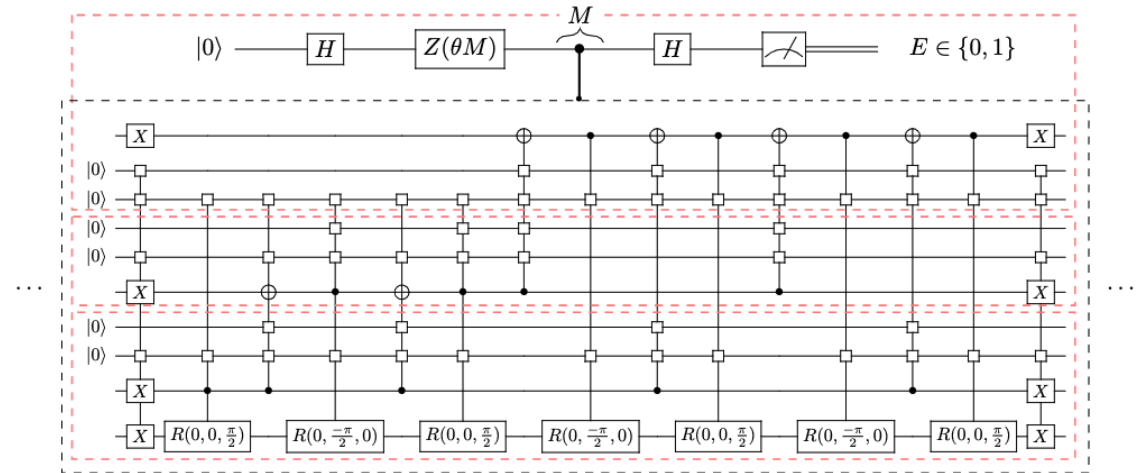 M
|0⟩ H Z(θM) H E ∈ {0, 1}
X X
|0⟩
|0⟩
|0⟩
|0⟩
... X X ...
|0⟩
|0⟩
X X
X R(0, 0, π/2) R(0, −π/2, 0) R(0, 0, π/2) R(0, −π/2, 0) R(0, 0, π/2) R(0, −π/2, 0) R(0, 0, π/2) X